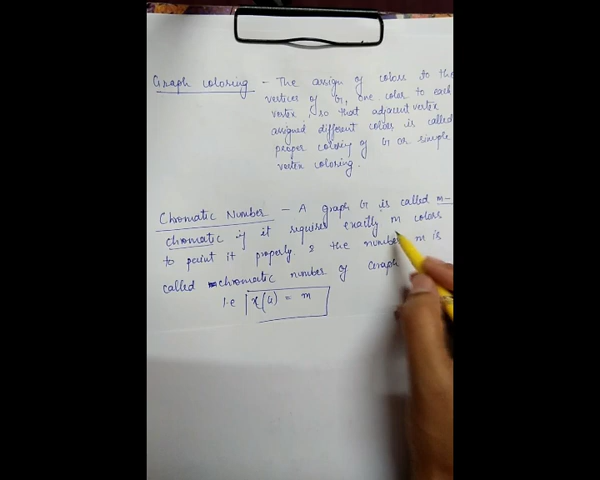 Graph coloring - The assign of colors to the
vertices of G, one color to each
vertex, so that adjacent vertex
assigned different colors is called
proper coloring of G or simple
vertex coloring.
Chromatic Number - A graph G is called m-
chromatic if it requires exactly m colors
to paint it properly & the number m is
called chromatic number of Graph
i.e χ(G) = m